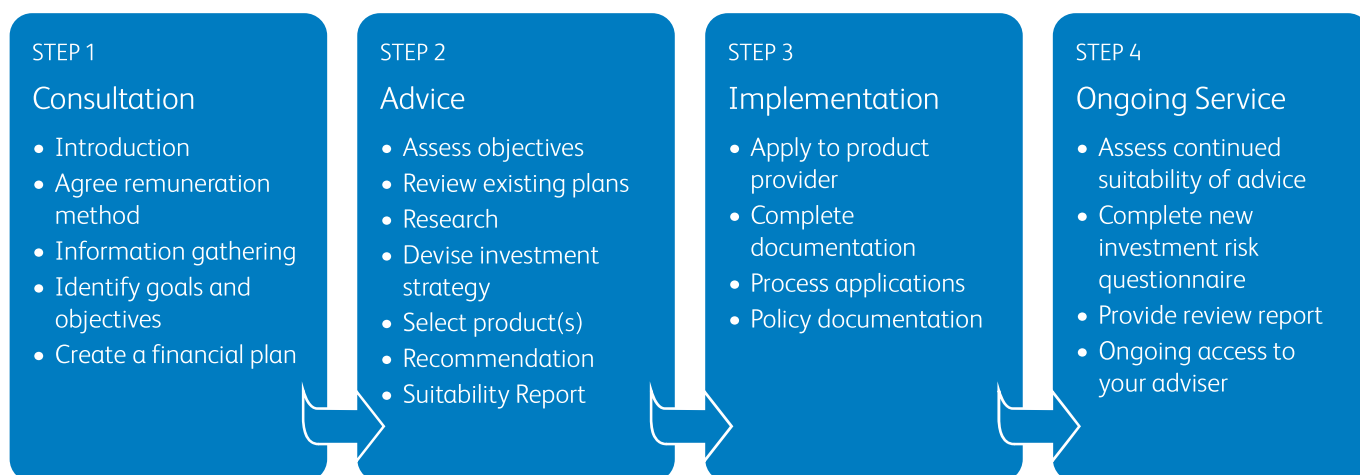 STEP 1
Consultation
• Introduction
• Agree remuneration
method
• Information gathering
• Identify goals and
objectives
• Create a financial plan
STEP 2
Advice
• Assess objectives
• Review existing plans
• Research
• Devise investment
strategy
• Select product(s)
• Recommendation
• Suitability Report
STEP 3
Implementation
• Apply to product
provider
• Complete
documentation
• Process applications
• Policy documentation
STEP 4
Ongoing Service
• Assess continued
suitability of advice
• Complete new
investment risk
questionnaire
• Provide review report
• Ongoing access to
your adviser